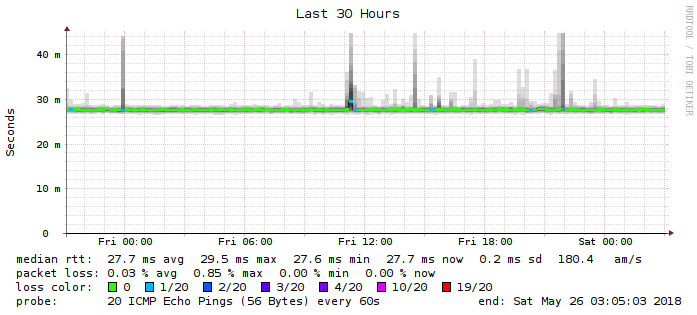 Last 30 Hours
RRDTOOL / TOBI OETIKER
Seconds
40 m
30 m
20 m
10 m
0
Fri 00:00 Fri 06:00 Fri 12:00 Fri 18:00 Sat 00:00
median rtt: 27.7 ms avg 29.5 ms max 27.6 ms min 27.7 ms now 0.2 ms sd 180.4 am/s
packet loss: 0.03 % avg 0.85 % max 0.00 % min 0.00 % now
loss color: 0 1/20 2/20 3/20 4/20 10/20 19/20
probe: 20 ICMP Echo Pings (56 Bytes) every 60s end: Sat May 26 03:05:03 2018